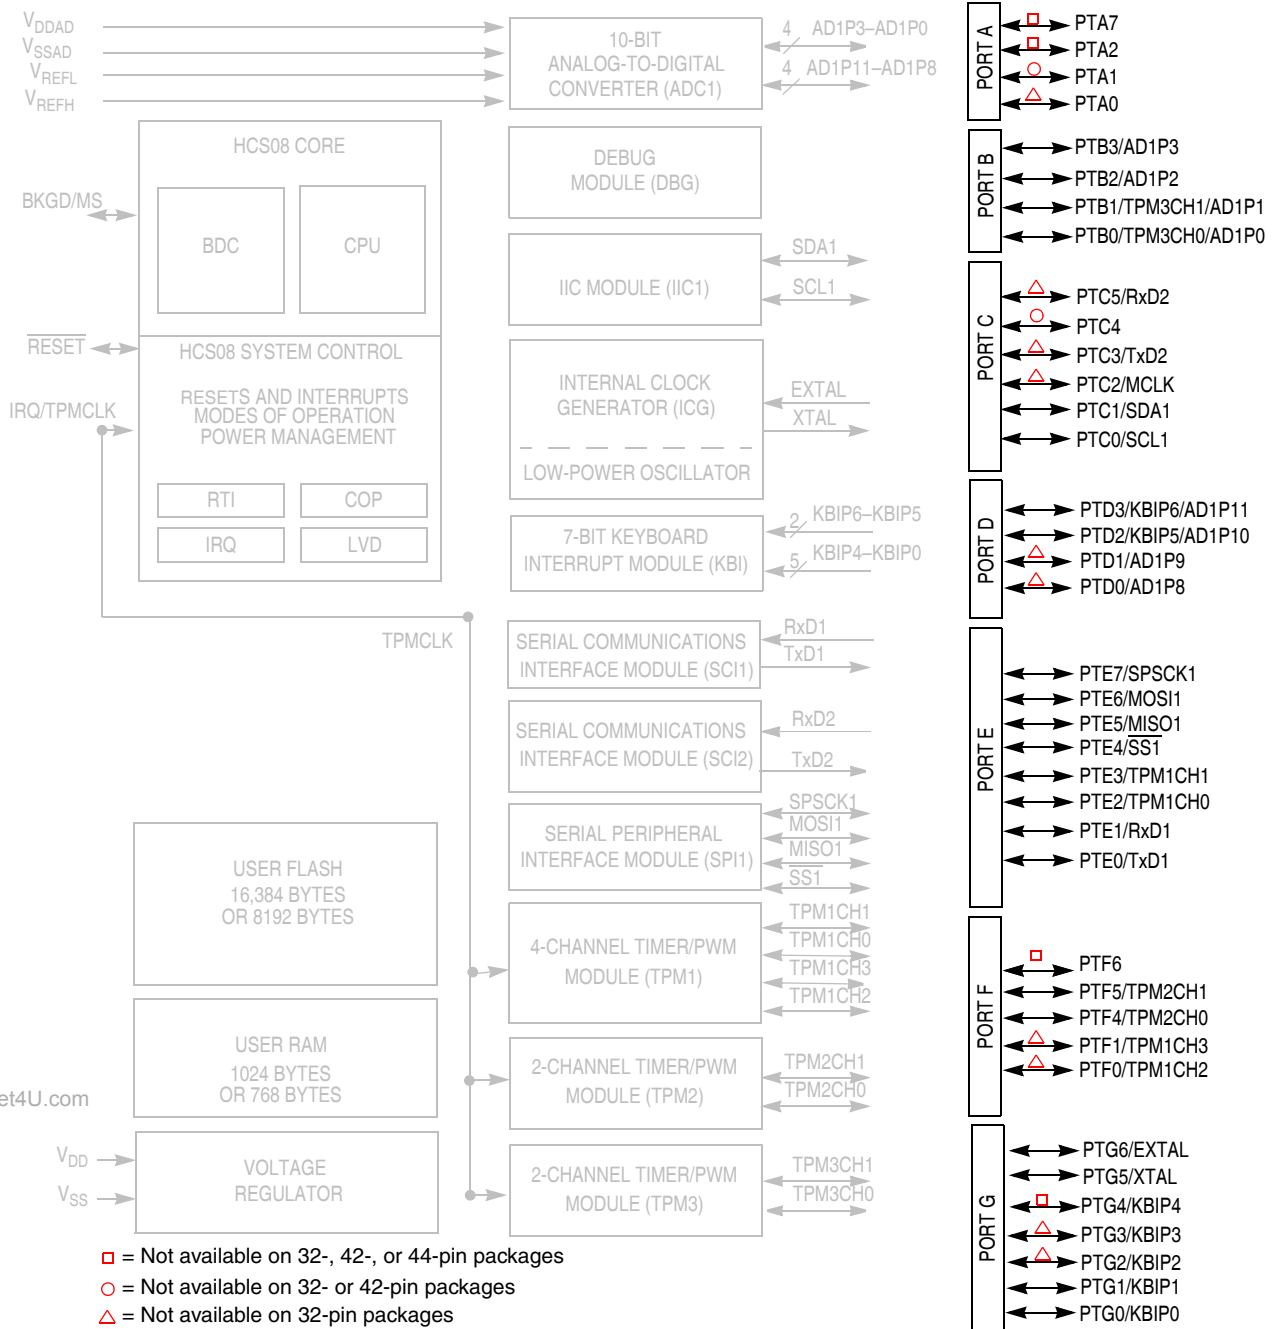 V_DDAD
V_SSAD
V_REFL
V_REFH
10-BIT
ANALOG-TO-DIGITAL
CONVERTER (ADC1)
4 AD1P3–AD1P0
4 AD1P11–AD1P8
HCS08 CORE
BDC
CPU
BKGD/MS
DEBUG
MODULE (DBG)
IIC MODULE (IIC1)
SDA1
SCL1
RESET
HCS08 SYSTEM CONTROL
RESETS AND INTERRUPTS
MODES OF OPERATION
POWER MANAGEMENT
IRQ/TPMCLK
RTI
COP
IRQ
LVD
INTERNAL CLOCK
GENERATOR (ICG)
LOW-POWER OSCILLATOR
EXTAL
XTAL
7-BIT KEYBOARD
INTERRUPT MODULE (KBI)
2 KBIP6–KBIP5
5 KBIP4–KBIP0
TPMCLK
SERIAL COMMUNICATIONS
INTERFACE MODULE (SCI1)
RxD1
TxD1
SERIAL COMMUNICATIONS
INTERFACE MODULE (SCI2)
RxD2
TxD2
SERIAL PERIPHERAL
INTERFACE MODULE (SPI1)
SPSCK1
MOSI1
MISO1
SS1
USER FLASH
16,384 BYTES
OR 8192 BYTES
4-CHANNEL TIMER/PWM
MODULE (TPM1)
TPM1CH1
TPM1CH0
TPM1CH3
TPM1CH2
USER RAM
1024 BYTES
OR 768 BYTES
2-CHANNEL TIMER/PWM
MODULE (TPM2)
TPM2CH1
TPM2CH0
et4U.com
V_DD
V_SS
VOLTAGE
REGULATOR
2-CHANNEL TIMER/PWM
MODULE (TPM3)
TPM3CH1
TPM3CH0
PORT A
PTA7
PTA2
PTA1
PTA0
PORT B
PTB3/AD1P3
PTB2/AD1P2
PTB1/TPM3CH1/AD1P1
PTB0/TPM3CH0/AD1P0
PORT C
PTC5/RxD2
PTC4
PTC3/TxD2
PTC2/MCLK
PTC1/SDA1
PTC0/SCL1
PORT D
PTD3/KBIP6/AD1P11
PTD2/KBIP5/AD1P10
PTD1/AD1P9
PTD0/AD1P8
PORT E
PTE7/SPSCK1
PTE6/MOSI1
PTE5/MISO1
PTE4/SS1
PTE3/TPM1CH1
PTE2/TPM1CH0
PTE1/RxD1
PTE0/TxD1
PORT F
PTF6
PTF5/TPM2CH1
PTF4/TPM2CH0
PTF1/TPM1CH3
PTF0/TPM1CH2
PORT G
PTG6/EXTAL
PTG5/XTAL
PTG4/KBIP4
PTG3/KBIP3
PTG2/KBIP2
PTG1/KBIP1
PTG0/KBIP0
□ = Not available on 32-, 42-, or 44-pin packages
○ = Not available on 32- or 42-pin packages
△ = Not available on 32-pin packages